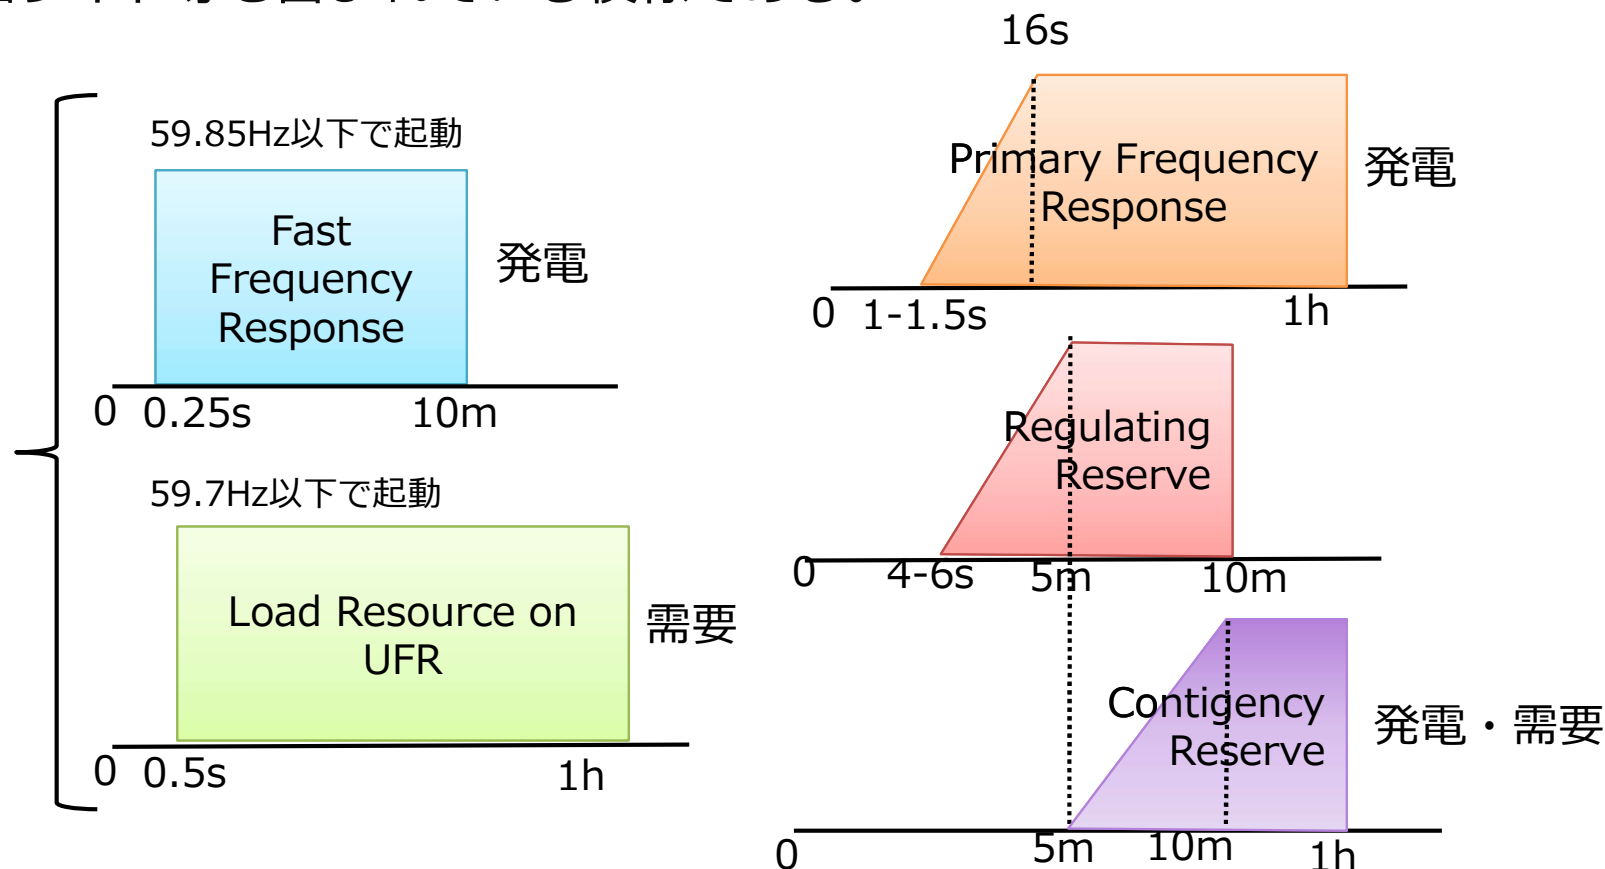 59.85Hz以下で起動
Fast
Frequency
Response
発電
0 0.25s 10m
59.7Hz以下で起動
Load Resource on
UFR
需要
0 0.5s 1h
16s
Primary Frequency
Response
発電
0 1-1.5s 1h
Regulating
Reserve
0 4-6s 5m 10m
Contigency
Reserve
発電・需要
0 5m 10m 1h